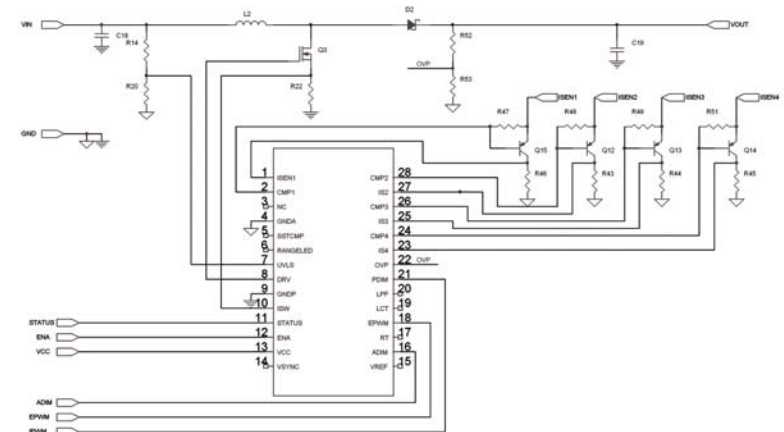 VIN
L2
D2
VOUT
C18
R14
Q3
R52
C19
OVP
R20
R22
R53
ISEN1
ISEN2
ISEN3
ISEN4
R47
R48
R49
R51
GND
Q15
Q12
Q13
Q14
R46
R43
R44
R45
1 ISEN1
2 CMP1
3 NC
4 GNDA
5 SSTCMP
6 RANGELED
7 UVLS
8 DRV
9 GNDP
10 ISW
11 STATUS
12 ENA
13 VCC
14 VSYNC
CMP2 28
IS2 27
CMP3 26
IS3 25
CMP4 24
IS4 23
OVP 22 OVP
PDIM 21
LPF 20
LCT 19
EPWM 18
RT 17
ADIM 16
VREF 15
STATUS
ENA
VCC
ADIM
EPWM